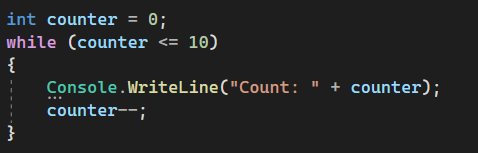 int counter = 0;
while (counter <= 10)
{
    Console.WriteLine("Count: " + counter);
    counter--;
}